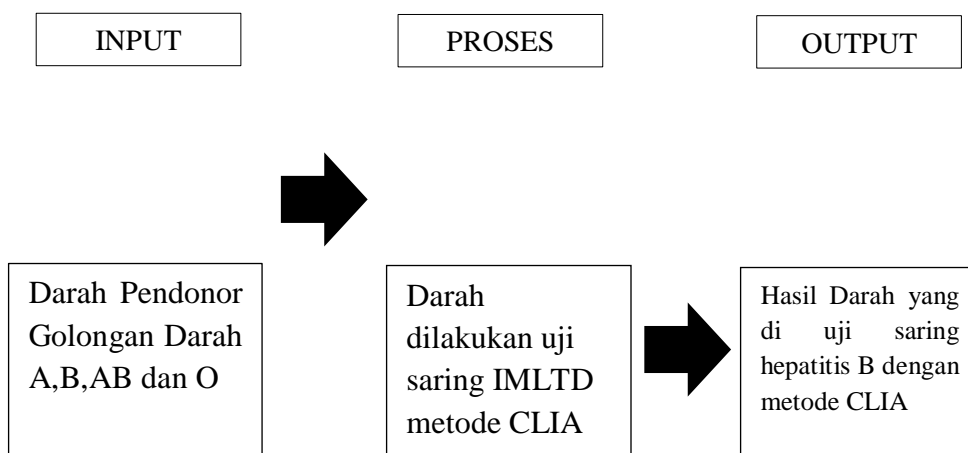 INPUT
PROSES
OUTPUT
Darah Pendonor
Golongan Darah
A,B,AB dan O
Darah
dilakukan uji
saring IMLTD
metode CLIA
Hasil Darah yang
di uji saring
hepatitis B dengan
metode CLIA